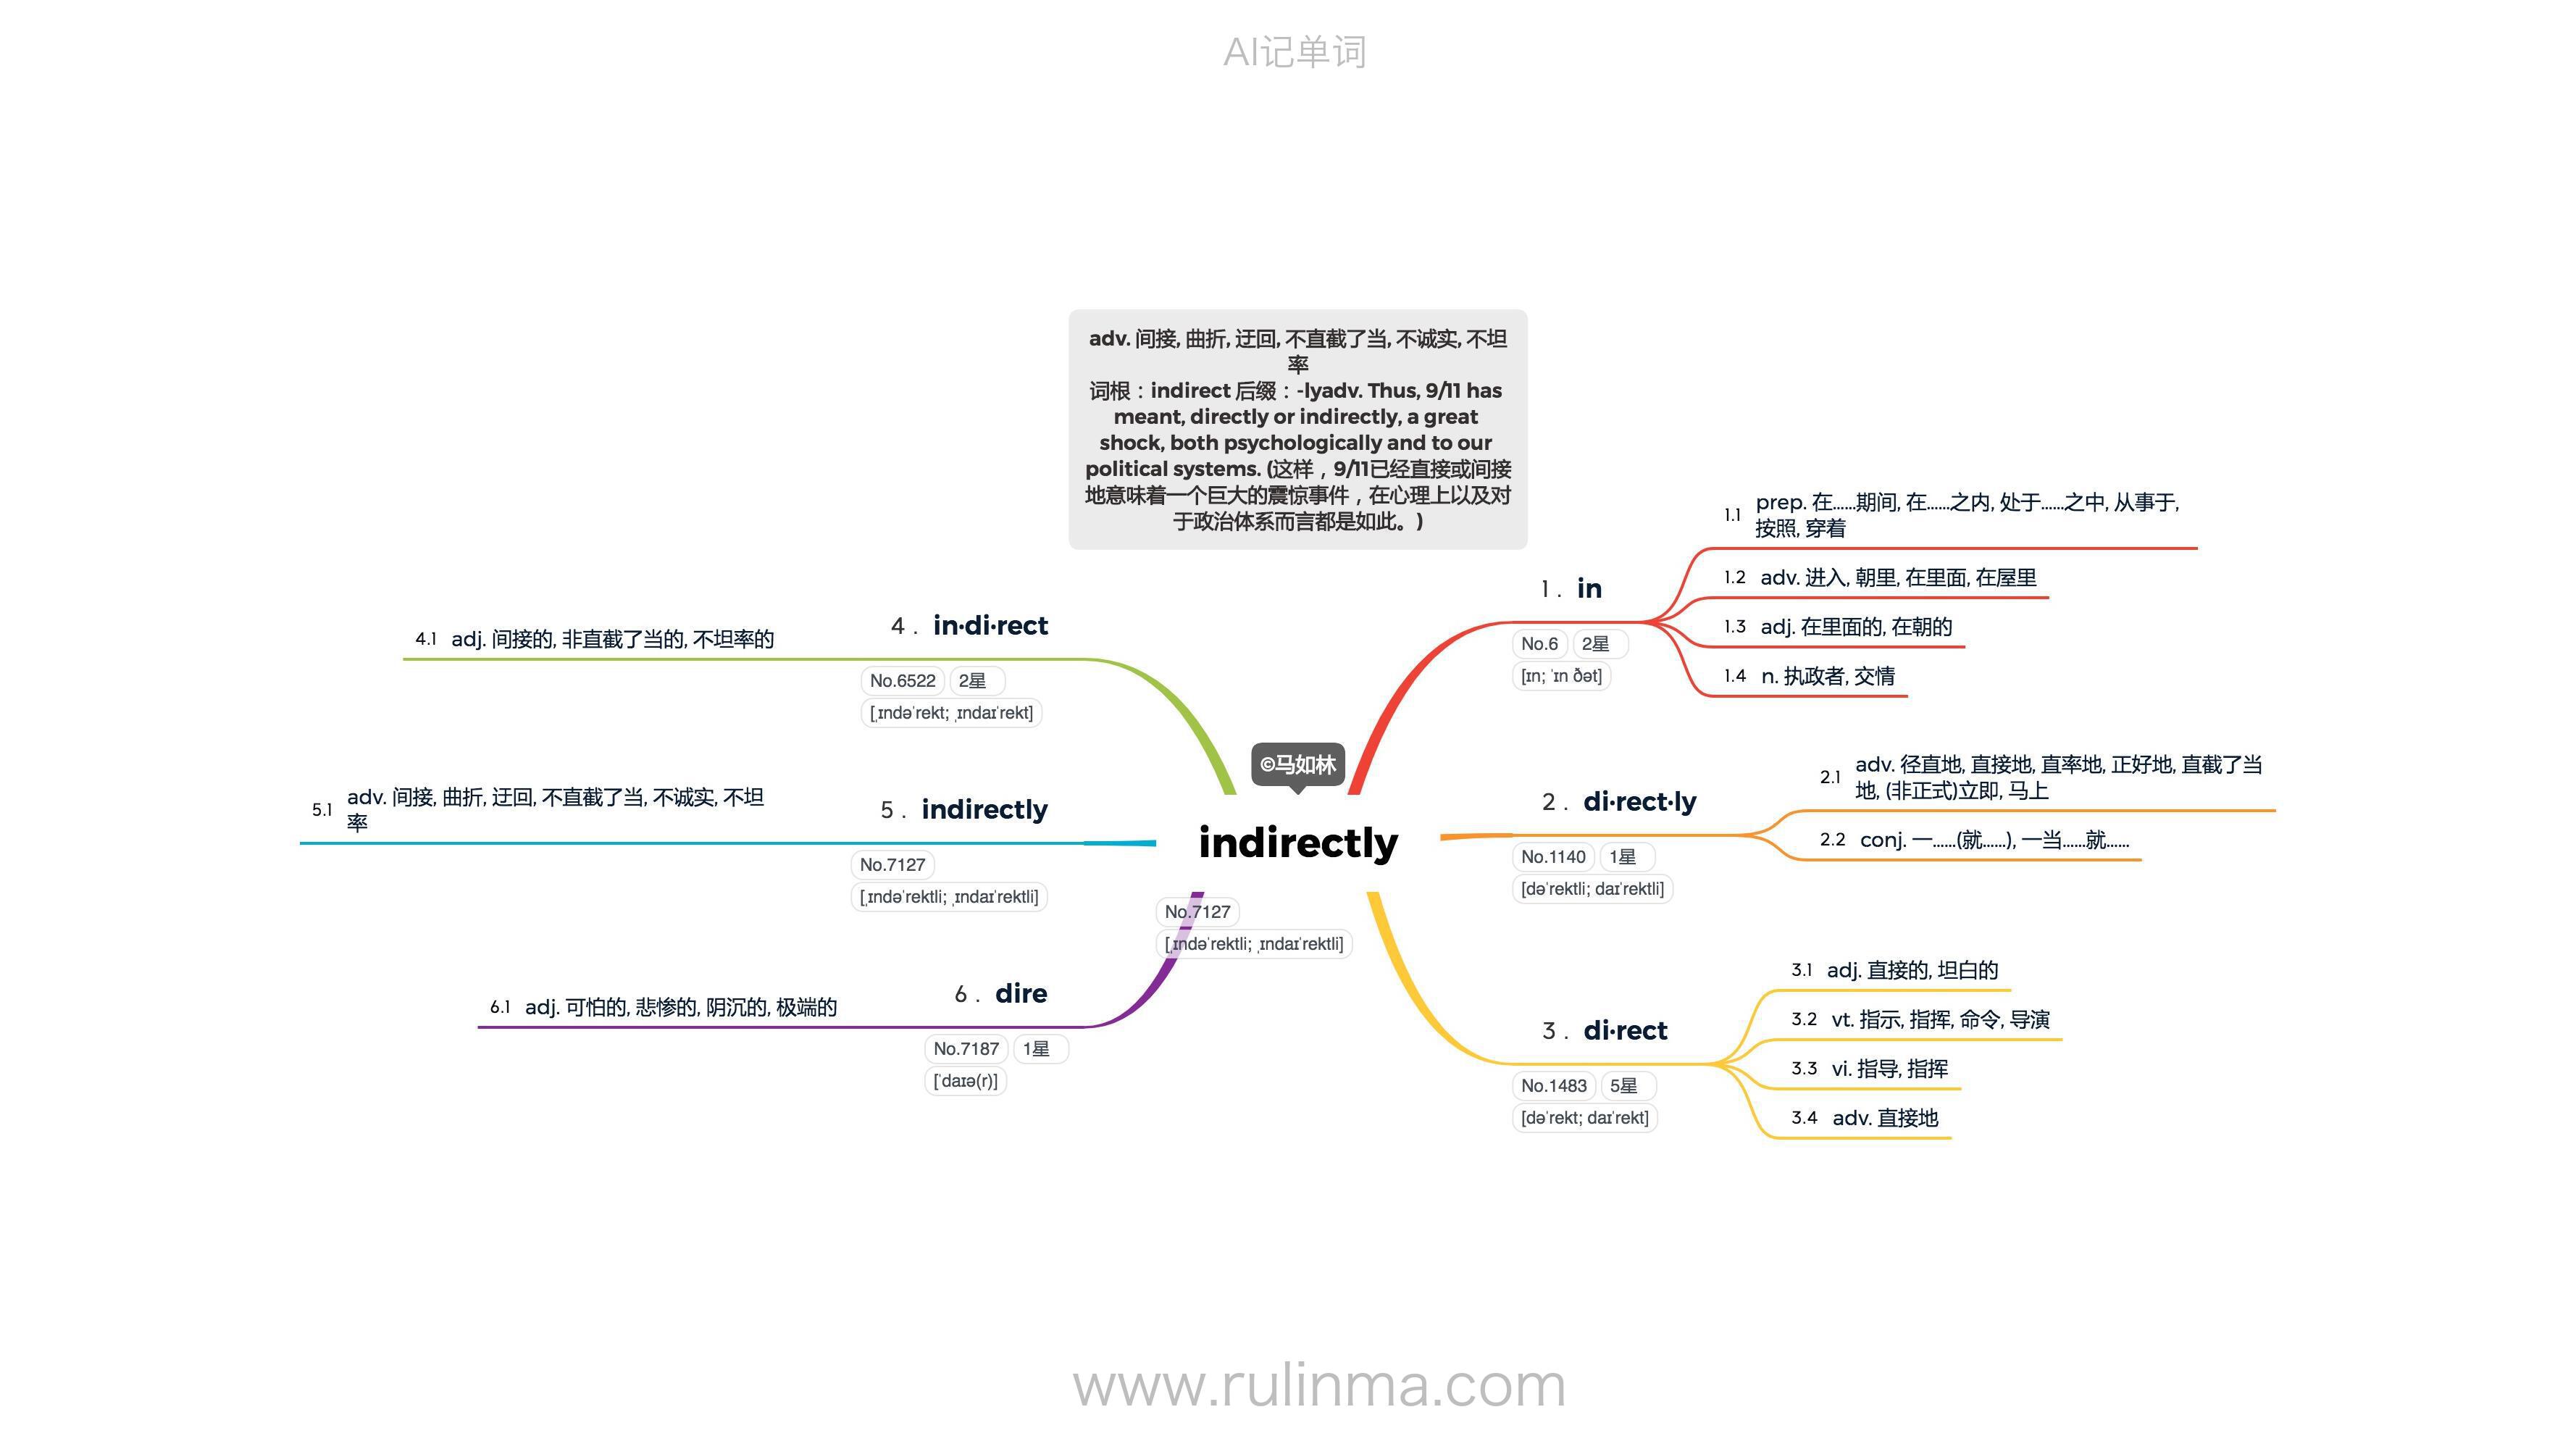 AI记单词
adv. 间接, 曲折, 迂回, 不直截了当, 不诚实, 不坦
率
词根：indirect 后缀：-lyadv. Thus, 9/11 has
meant, directly or indirectly, a great
shock, both psychologically and to our
political systems. (这样，9/11已经直接或间接
地意味着一个巨大的震惊事件，在心理上以及对
于政治体系而言都是如此。)
©马如林
indirectly
No.7127
[ˌɪndəˈrektli; ˌɪndaɪˈrektli]
1. in
No.6 2星
[ɪn; ˈɪn ðət]
1.1 prep. 在……期间, 在……之内, 处于……之中, 从事于,
按照, 穿着
1.2 adv. 进入, 朝里, 在里面, 在屋里
1.3 adj. 在里面的, 在朝的
1.4 n. 执政者, 交情
2. di·rect·ly
No.1140 1星
[dəˈrektli; daɪˈrektli]
2.1 adv. 径直地, 直接地, 直率地, 正好地, 直截了当
地, (非正式)立即, 马上
2.2 conj. 一……(就……), 一当……就……
3. di·rect
No.1483 5星
[dəˈrekt; daɪˈrekt]
3.1 adj. 直接的, 坦白的
3.2 vt. 指示, 指挥, 命令, 导演
3.3 vi. 指导, 指挥
3.4 adv. 直接地
4. in·di·rect
No.6522 2星
[ˌɪndəˈrekt; ˌɪndaɪˈrekt]
4.1 adj. 间接的, 非直截了当的, 不坦率的
5. indirectly
No.7127
[ˌɪndəˈrektli; ˌɪndaɪˈrektli]
5.1 adv. 间接, 曲折, 迂回, 不直截了当, 不诚实, 不坦
率
6. dire
No.7187 1星
[ˈdaɪə(r)]
6.1 adj. 可怕的, 悲惨的, 阴沉的, 极端的
www.rulinma.com